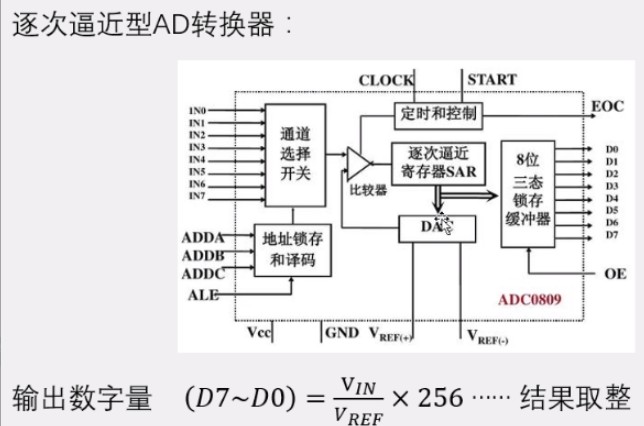 逐次逼近型AD转换器：
CLOCK START
EOC
定时和控制
IN0
IN1
IN2
IN3
IN4
IN5
IN6
IN7
通道
选择
开关
比较器
逐次逼近
寄存器SAR
8位
三态
锁存
缓冲器
D0
D1
D2
D3
D4
D5
D6
D7
DA
ADDA
ADDB
ADDC
ALE
地址锁存
和译码
OE
ADC0809
Vcc GND VREF(+) VREF(-)
输出数字量 (D7~D0) = VIN/VREF × 256 …… 结果取整